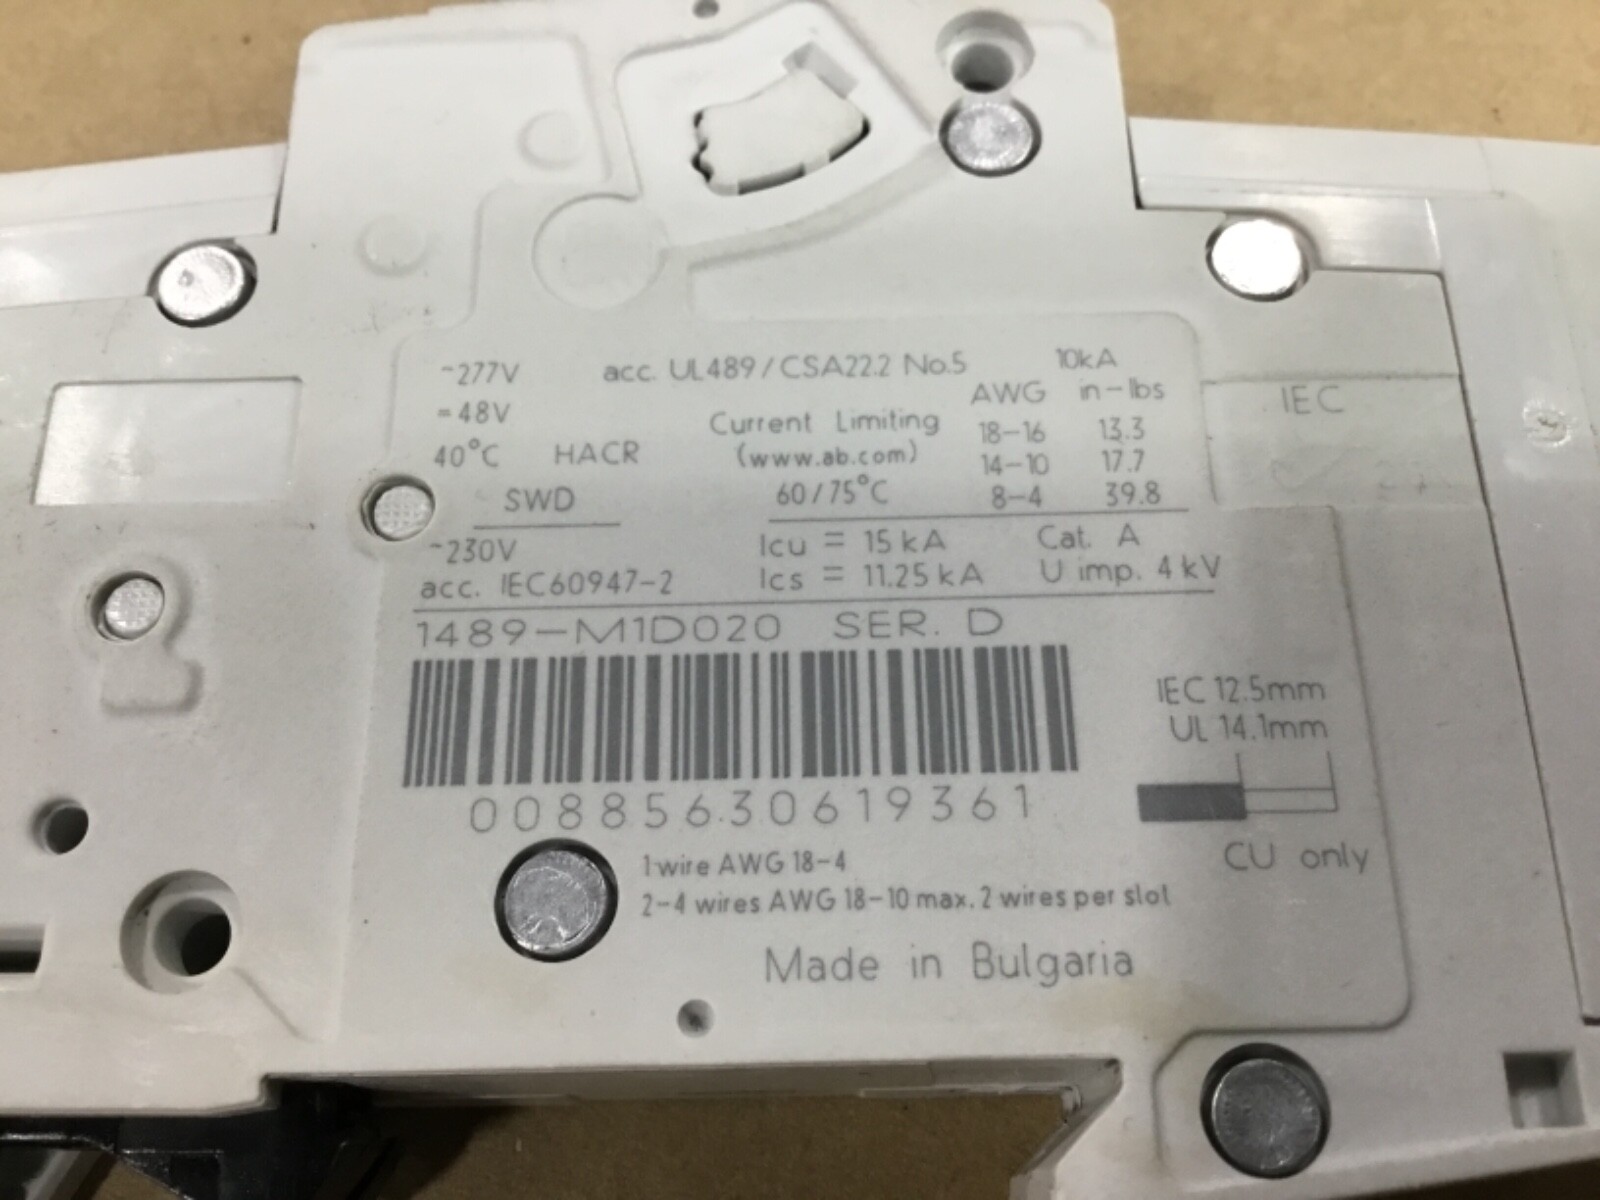 ~277V acc. UL489/CSA22.2 No.5 10kA
AWG in-lbs
=48V Current Limiting 18-16 13.3
40°C HACR (www.ab.com) 14-10 17.7
SWD 60/75°C 8-4 39.8
~230V Icu = 15kA Cat. A
acc. IEC60947-2 Ics = 11.25kA U imp. 4kV
1489-M1D020 SER. D
00885630619361
1 wire AWG 18-4
2-4 wires AWG 18-10 max. 2 wires per slot
Made in Bulgaria
IEC
IEC 12.5mm
UL 14.1mm
CU only